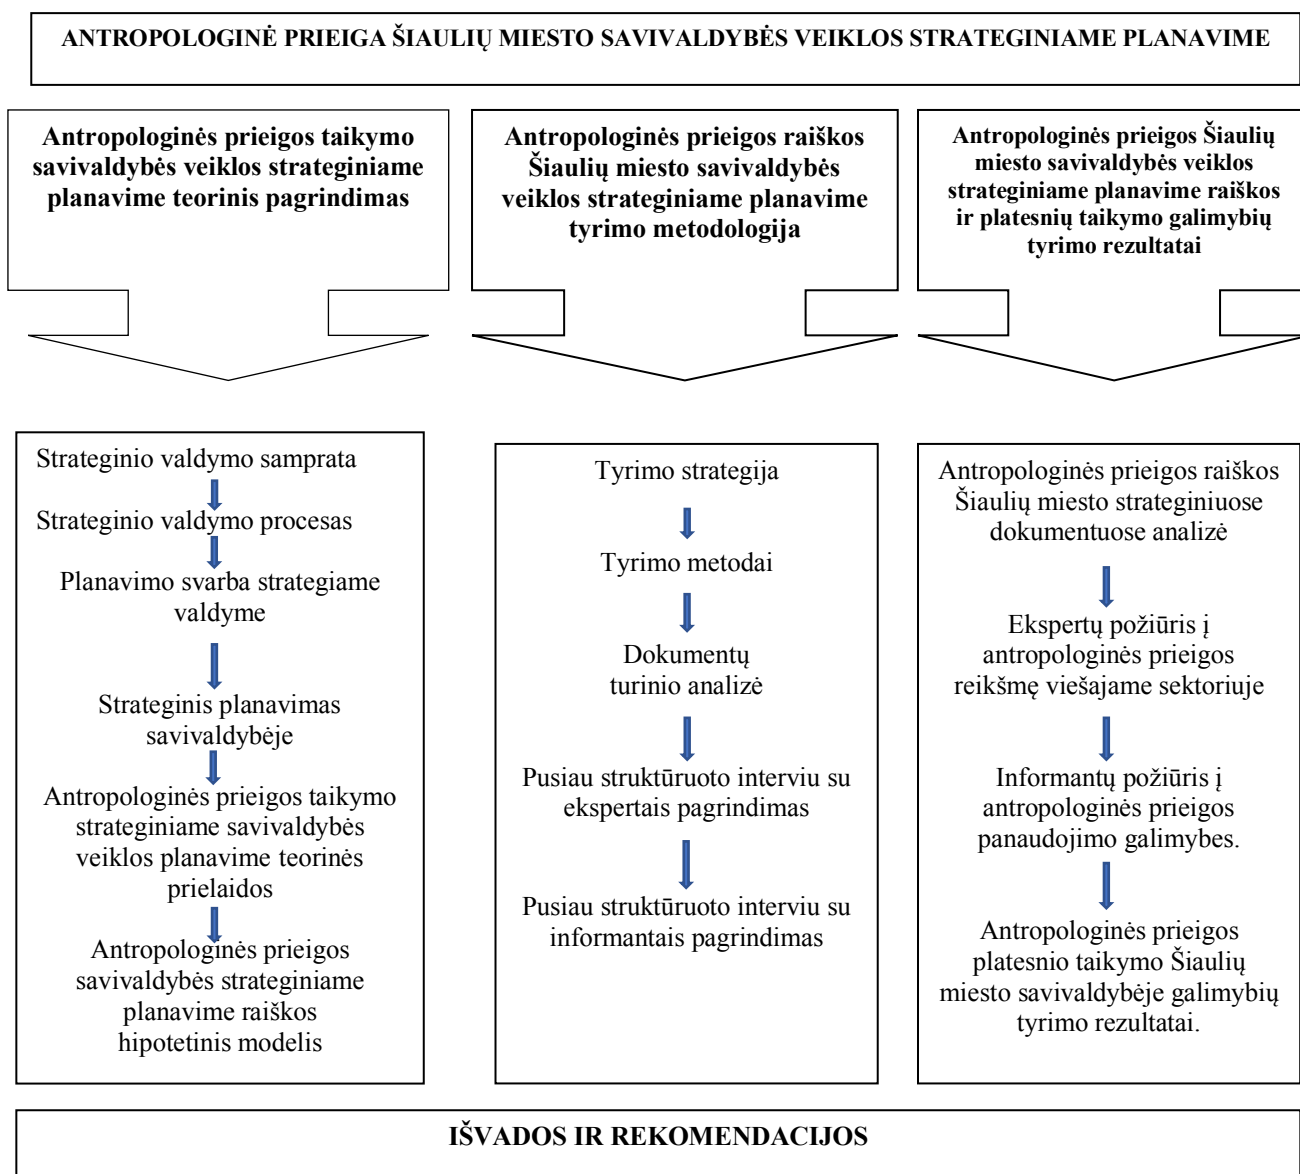 ANTROPOLOGINĖ PRIEIGA ŠIAULIŲ MIESTO SAVIVALDYBĖS VEIKLOS STRATEGINIAME PLANAVIME
Antropologinės prieigos taikymo
savivaldybės veiklos strateginiame
planavime teorinis pagrindimas
Antropologinės prieigos raiškos
Šiaulių miesto savivaldybės
veiklos strateginiame planavime
tyrimo metodologija
Antropologinės prieigos Šiaulių
miesto savivaldybės veiklos
strateginiame planavime raiškos
ir platesnių taikymo galimybių
tyrimo rezultatai
Strateginio valdymo samprata
Strateginio valdymo procesas
Planavimo svarba strategiame
valdyme
Strateginis planavimas
savivaldybėje
Antropologinės prieigos taikymo
strateginiame savivaldybės
veiklos planavime teorinės
prielaidos
Antropologinės prieigos
savivaldybės strateginiame
planavime raiškos
hipotetinis modelis
Tyrimo strategija
Tyrimo metodai
Dokumentų
turinio analizė
Pusiau struktūruoto interviu su
ekspertais pagrindimas
Pusiau struktūruoto interviu su
informantais pagrindimas
Antropologinės prieigos raiškos
Šiaulių miesto strateginiuose
dokumentuose analizė
Ekspertų požiūris į
antropologinės prieigos
reikšmę viešajame sektoriuje
Informantų požiūris į
antropologinės prieigos
panaudojimo galimybes.
Antropologinės prieigos
platesnio taikymo Šiaulių
miesto savivaldybėje galimybių
tyrimo rezultatai.
IŠVADOS IR REKOMENDACIJOS